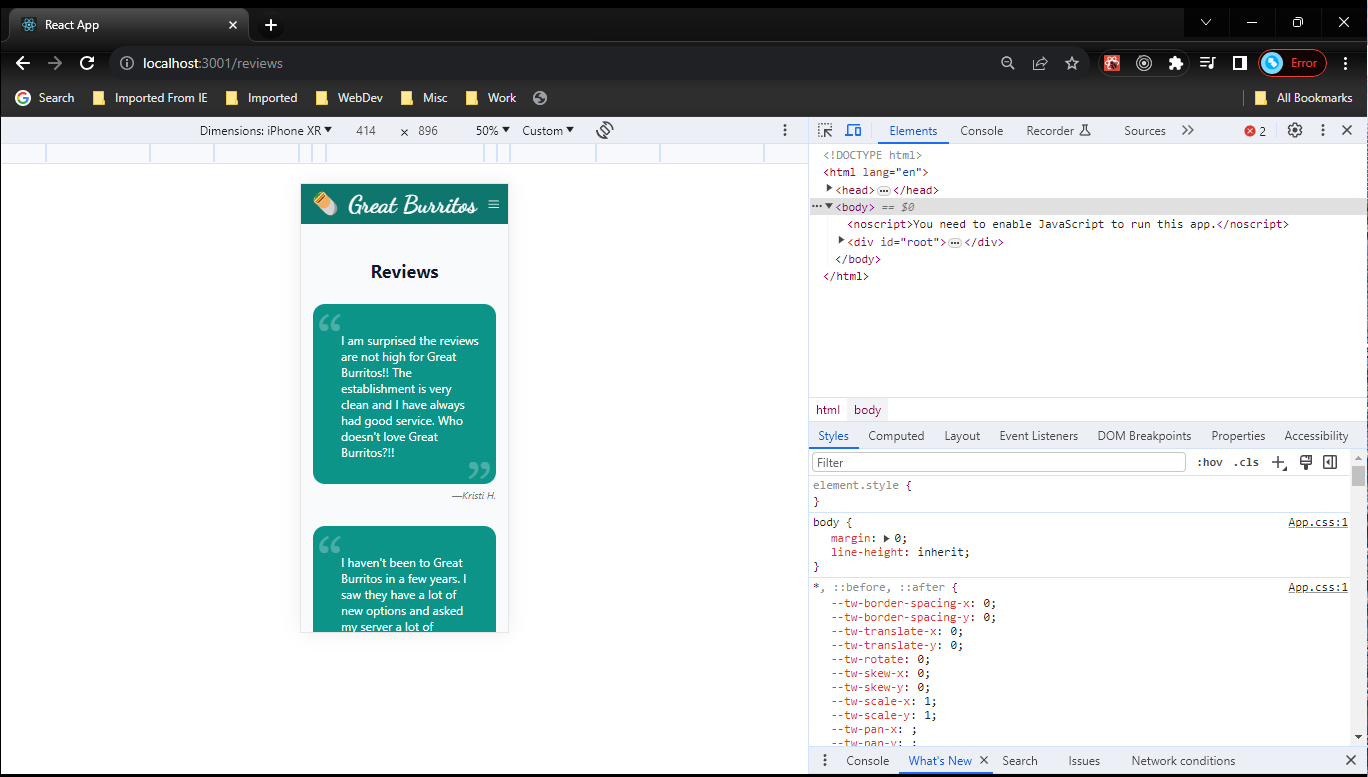 React App
localhost:3001/reviews
Error
Search Imported From IE Imported WebDev Misc Work All Bookmarks
Dimensions: iPhone XR 414 × 896 50% Custom
Great Burritos
Reviews
“
I am surprised the reviews
are not high for Great
Burritos!! The
establishment is very
clean and I have always
had good service. Who
doesn't love Great
Burritos?!!
”
—Kristi H.
“
I haven't been to Great
Burritos in a few years. I
saw they have a lot of
new options and asked
my server a lot of
Elements Console Recorder Sources 2
<!DOCTYPE html>
<html lang="en">
<head>…</head>
<body> == $0
<noscript>You need to enable JavaScript to run this app.</noscript>
<div id="root">…</div>
</body>
</html>
html body
Styles Computed Layout Event Listeners DOM Breakpoints Properties Accessibility
Filter :hov .cls
element.style {
}
body { App.css:1
margin: 0;
line-height: inherit;
}
*, ::before, ::after { App.css:1
--tw-border-spacing-x: 0;
--tw-border-spacing-y: 0;
--tw-translate-x: 0;
--tw-translate-y: 0;
--tw-rotate: 0;
--tw-skew-x: 0;
--tw-skew-y: 0;
--tw-scale-x: 1;
--tw-scale-y: 1;
--tw-pan-x: ;
--tw-pan-y: ;
Console What's New Search Issues Network conditions